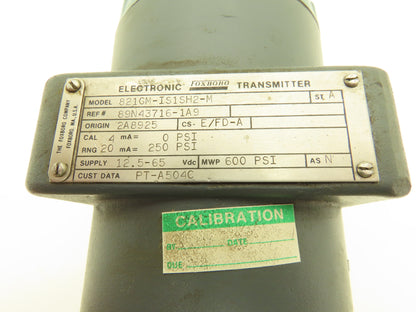 ELECTRONIC FOXBORO TRANSMITTER
MODEL 821GM-IS1SH2-M ST. A
REF # 89N43716-1A9
ORIGIN 2A8925 CS- E/FD-A
CAL 4 mA= 0 PSI
RNG 20 mA= 250 PSI
SUPPLY 12.5-65 Vdc MWP 600 PSI AS N
CUST DATA PT-A504C
THE FOXBORO COMPANY
FOXBORO MA, U.S.A.
CALIBRATION
BY DATE
DUE